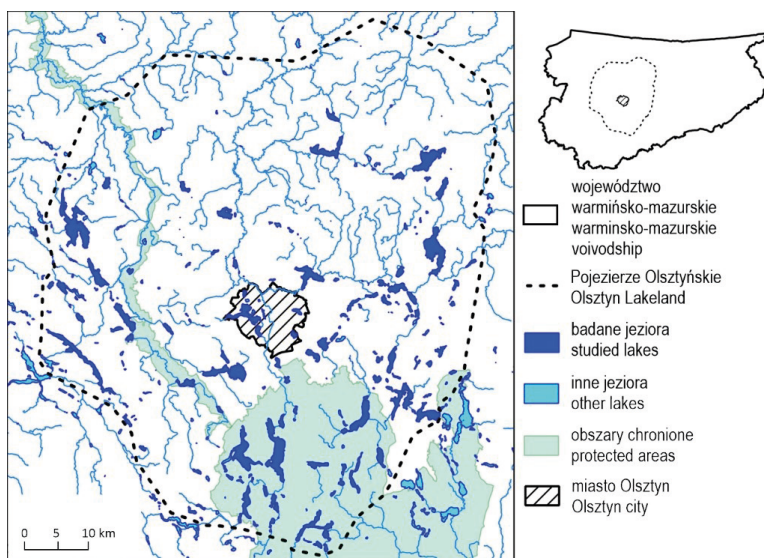 województwo
warmińsko-mazurskie
warminsko-mazurskie
voivodship
Pojezierze Olsztyńskie
Olsztyn Lakeland
badane jeziora
studied lakes
inne jeziora
other lakes
obszary chronione
protected areas
miasto Olsztyn
Olsztyn city
0 5 10 km